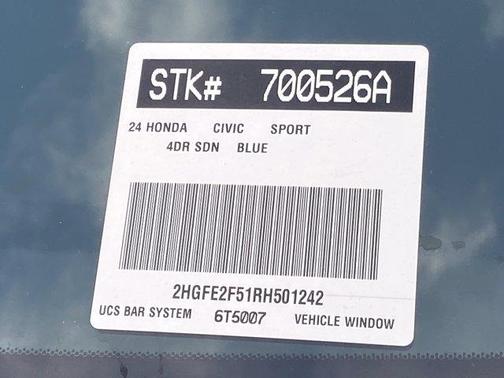 STK# 700526A
24 HONDA CIVIC SPORT
4DR SDN BLUE
2HGFE2F51RH501242
UCS BAR SYSTEM 6T5007 VEHICLE WINDOW